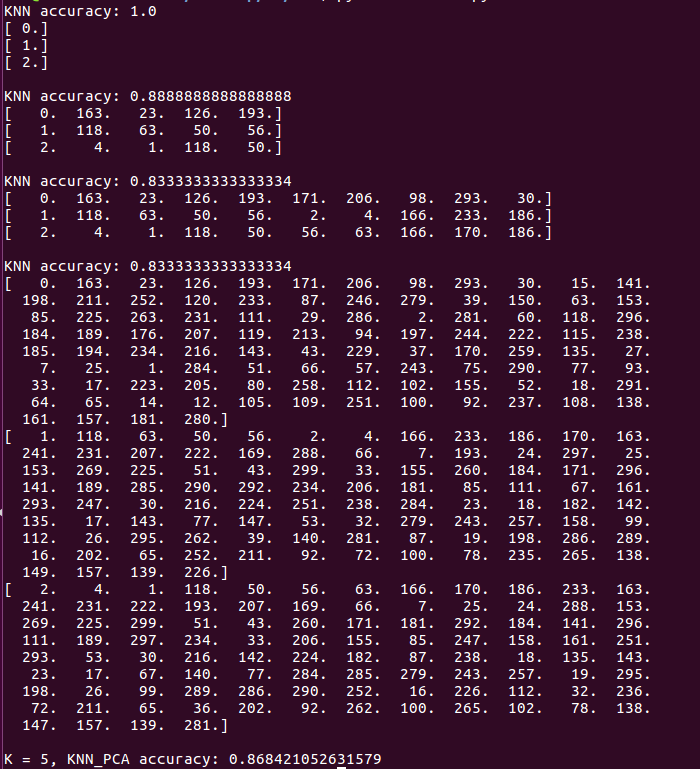 KNN accuracy: 1.0
[ 0.]
[ 1.]
[ 2.]
KNN accuracy: 0.8888888888888888
[ 0. 163. 23. 126. 193.]
[ 1. 118. 63. 50. 56.]
[ 2. 4. 1. 118. 50.]
KNN accuracy: 0.8333333333333334
[ 0. 163. 23. 126. 193. 171. 206. 98. 293. 30.]
[ 1. 118. 63. 50. 56. 2. 4. 166. 233. 186.]
[ 2. 4. 1. 118. 50. 56. 63. 166. 170. 186.]
KNN accuracy: 0.8333333333333334
[ 0. 163. 23. 126. 193. 171. 206. 98. 293. 30. 15. 141.
198. 211. 252. 120. 233. 87. 246. 279. 39. 150. 63. 153.
85. 225. 263. 231. 111. 29. 286. 2. 281. 60. 118. 296.
184. 189. 176. 207. 119. 213. 94. 197. 244. 222. 115. 238.
185. 194. 234. 216. 143. 43. 229. 37. 170. 259. 135. 27.
7. 25. 1. 284. 51. 66. 57. 243. 75. 290. 77. 93.
33. 17. 223. 205. 80. 258. 112. 102. 155. 52. 18. 291.
64. 65. 14. 12. 105. 109. 251. 100. 92. 237. 108. 138.
161. 157. 181. 280.]
[ 1. 118. 63. 50. 56. 2. 4. 166. 233. 186. 170. 163.
241. 231. 207. 222. 169. 288. 66. 7. 193. 24. 297. 25.
153. 269. 225. 51. 43. 299. 33. 155. 260. 184. 171. 296.
141. 189. 285. 290. 292. 234. 206. 181. 85. 111. 67. 161.
293. 247. 30. 216. 224. 251. 238. 284. 23. 18. 182. 142.
135. 17. 143. 77. 147. 53. 32. 279. 243. 257. 158. 99.
112. 26. 295. 262. 39. 140. 281. 87. 19. 198. 286. 289.
16. 202. 65. 252. 211. 92. 72. 100. 78. 235. 265. 138.
149. 157. 139. 226.]
[ 2. 4. 1. 118. 50. 56. 63. 166. 170. 186. 233. 163.
241. 231. 222. 193. 207. 169. 66. 7. 25. 24. 288. 153.
269. 225. 299. 51. 43. 260. 171. 181. 292. 184. 141. 296.
111. 189. 297. 234. 33. 206. 155. 85. 247. 158. 161. 251.
293. 53. 30. 216. 142. 224. 182. 87. 238. 18. 135. 143.
23. 17. 67. 140. 77. 284. 285. 279. 243. 257. 19. 295.
198. 26. 99. 289. 286. 290. 252. 16. 226. 112. 32. 236.
72. 211. 65. 36. 202. 92. 262. 100. 265. 102. 78. 138.
147. 157. 139. 281.]
K = 5, KNN_PCA accuracy: 0.868421052631579